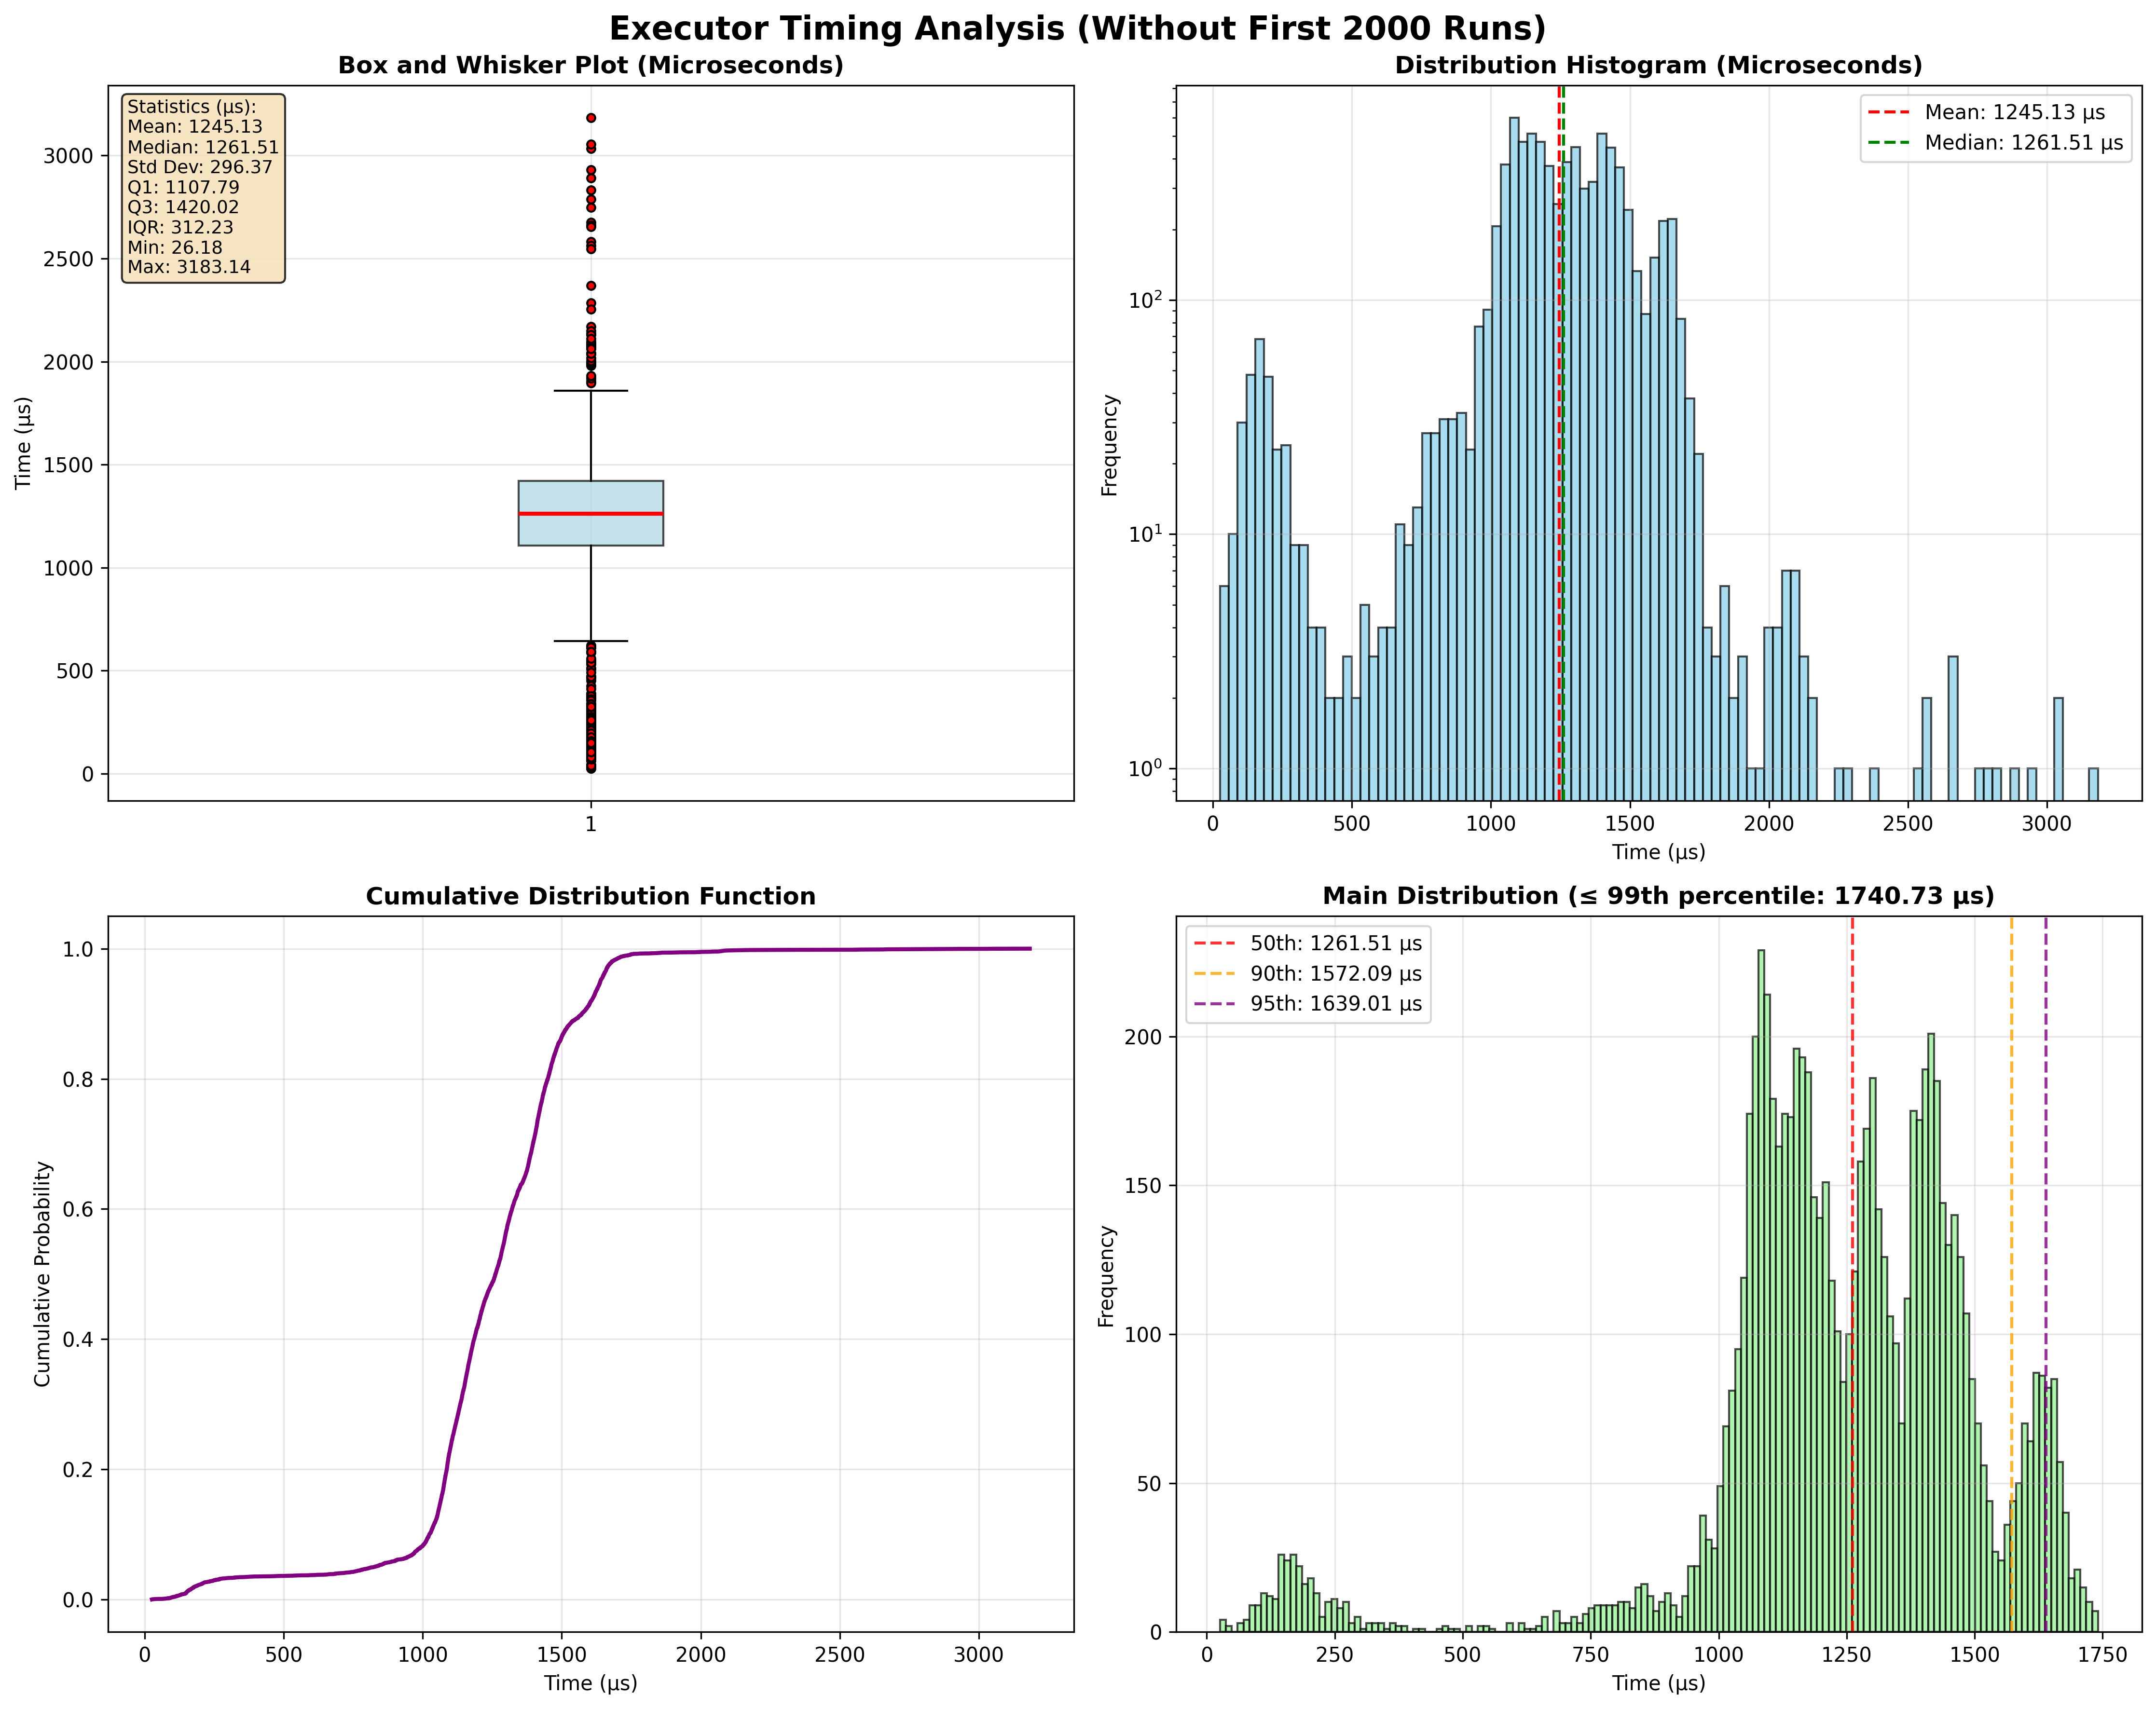 Executor Timing Analysis (Without First 2000 Runs)
Box and Whisker Plot (Microseconds)
Statistics (μs):
Mean: 1245.13
Median: 1261.51
Std Dev: 296.37
Q1: 1107.79
Q3: 1420.02
IQR: 312.23
Min: 26.18
Max: 3183.14
3000
2500
2000
1500
1000
500
0
Time (μs)
1
Distribution Histogram (Microseconds)
Mean: 1245.13 μs
Median: 1261.51 μs
10²
10¹
10⁰
Frequency
0 500 1000 1500 2000 2500 3000
Time (μs)
Cumulative Distribution Function
1.0
0.8
0.6
0.4
0.2
0.0
Cumulative Probability
0 500 1000 1500 2000 2500 3000
Time (μs)
Main Distribution (≤ 99th percentile: 1740.73 μs)
50th: 1261.51 μs
90th: 1572.09 μs
95th: 1639.01 μs
200
150
100
50
0
Frequency
0 250 500 750 1000 1250 1500 1750
Time (μs)